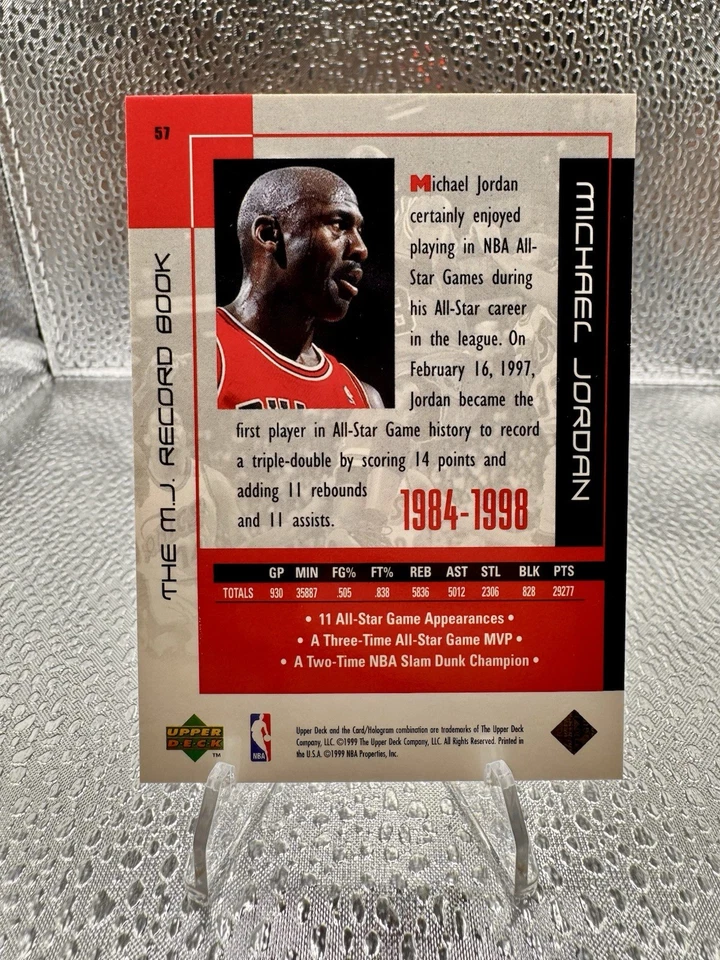 57
THE M.J. RECORD BOOK
Michael Jordan
certainly enjoyed
playing in NBA All-
Star Games during
his All-Star career
in the league. On
February 16, 1997,
Jordan became the
first player in All-Star Game history to record
a triple-double by scoring 14 points and
adding 11 rebounds
and 11 assists.
1984-1998
MICHAEL JORDAN
GP MIN FG% FT% REB AST STL BLK PTS
TOTALS 930 35887 .505 .838 5836 5012 2306 828 29277
• 11 All-Star Game Appearances •
• A Three-Time All-Star Game MVP •
• A Two-Time NBA Slam Dunk Champion •
UPPER
DECK
TM
NBA
Upper Deck and the Card/Hologram combination are trademarks of The Upper Deck
Company, LLC. ©1999 The Upper Deck Company, LLC. All Rights Reserved. Printed in
the U.S.A. ©1999 NBA Properties, Inc.